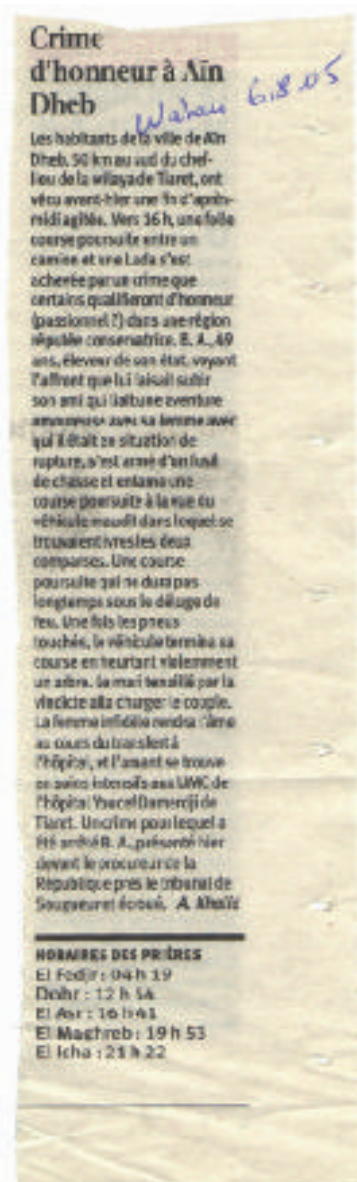 Crime
d'honneur à Aïn
Dheb
6.8.05
Les habitants de la ville de Aïn
Dheb, 50 km au sud du chef-
lieu de la wilaya de Tiaret, ont
vécu avant-hier une fin d'après-
midi agitée. Vers 16 h, une folle
course poursuite entre un
camion et une Lada s'est
achevée par un crime que
certains qualifieront d'honneur
(passionnel ?) dans une région
réputée conservatrice. B. A., 49
ans, éleveur de son état, voyant
l'affront que lui faisait subir
son ami qui liait une aventure
amoureuse avec sa femme avec
qui il était en situation de
rupture, s'est armé d'un fusil
de chasse et entama une
course poursuite à la vue du
véhicule maudit dans lequel se
trouvaient ivres les deux
comparses. Une course
poursuite qui ne dura pas
longtemps sous le déluge de
feu. Une fois les pneus
touchés, le véhicule termina sa
course en heurtant violemment
un arbre. Le mari tenaillé par la
vindicte alla charger le couple.
La femme infidèle rendra l'âme
au cours du transfert à
l'hôpital, et l'amant se trouve
en soins intensifs aux UMC de
l'hôpital Youcef Damerdji de
Tiaret. Un crime pour lequel a
été arrêté B. A., présenté hier
devant le procureur de la
République près le tribunal de
Sougueur et écroué. A. Khaïs
HORAIRES DES PRIÈRES
El Fedjr : 04 h 19
Dohr : 12 h 54
El Asr : 16 h 41
El Maghreb : 19 h 53
El Icha : 21 h 22